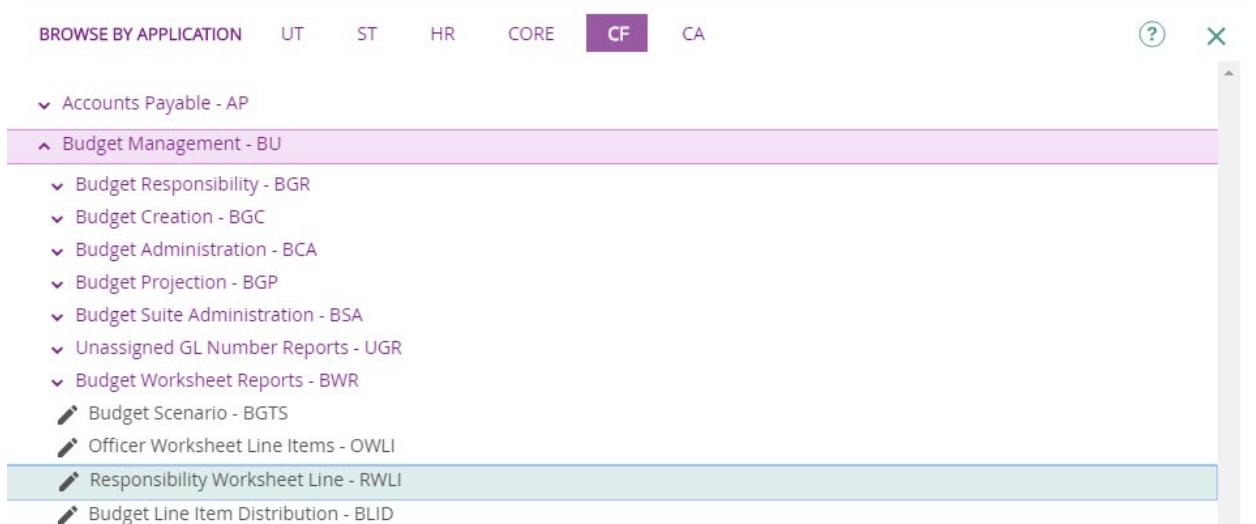 BROWSE BY APPLICATION UT ST HR CORE CF CA ?
Accounts Payable - AP
Budget Management - BU
Budget Responsibility - BGR
Budget Creation - BGC
Budget Administration - BCA
Budget Projection - BGP
Budget Suite Administration - BSA
Unassigned GL Number Reports - UGR
Budget Worksheet Reports - BWR
Budget Scenario - BGTS
Officer Worksheet Line Items - OWLI
Responsibility Worksheet Line - RWLI
Budget Line Item Distribution - BLID